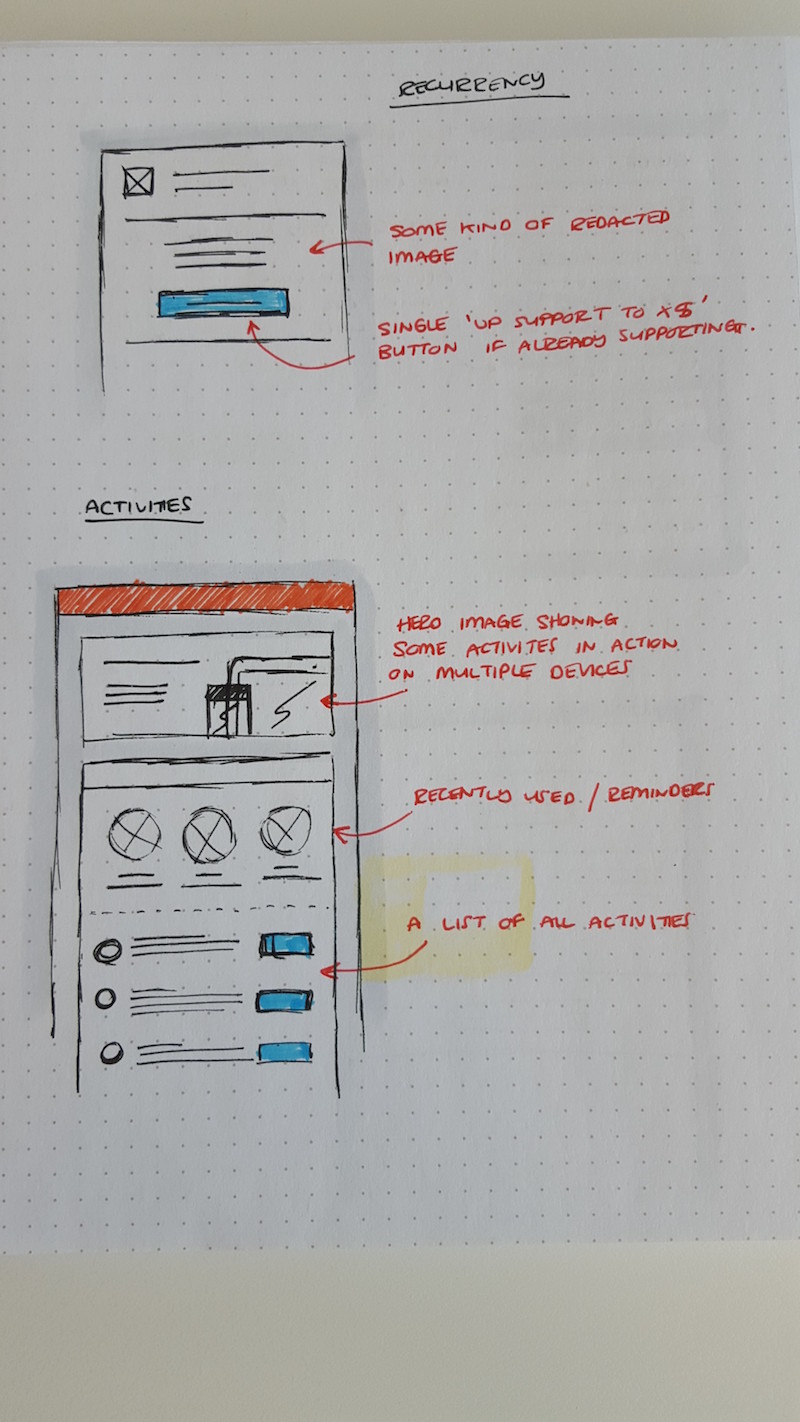 RECURRENCY
SOME KIND OF REDACTED
IMAGE
SINGLE 'UP SUPPORT TO X$'
BUTTON IF ALREADY SUPPORTING.
ACTIVITIES
HERO IMAGE SHOWING
SOME ACTIVITES IN ACTION
ON MULTIPLE DEVICES
RECENTLY USED / REMINDERS
A LIST OF ALL ACTIVITIES